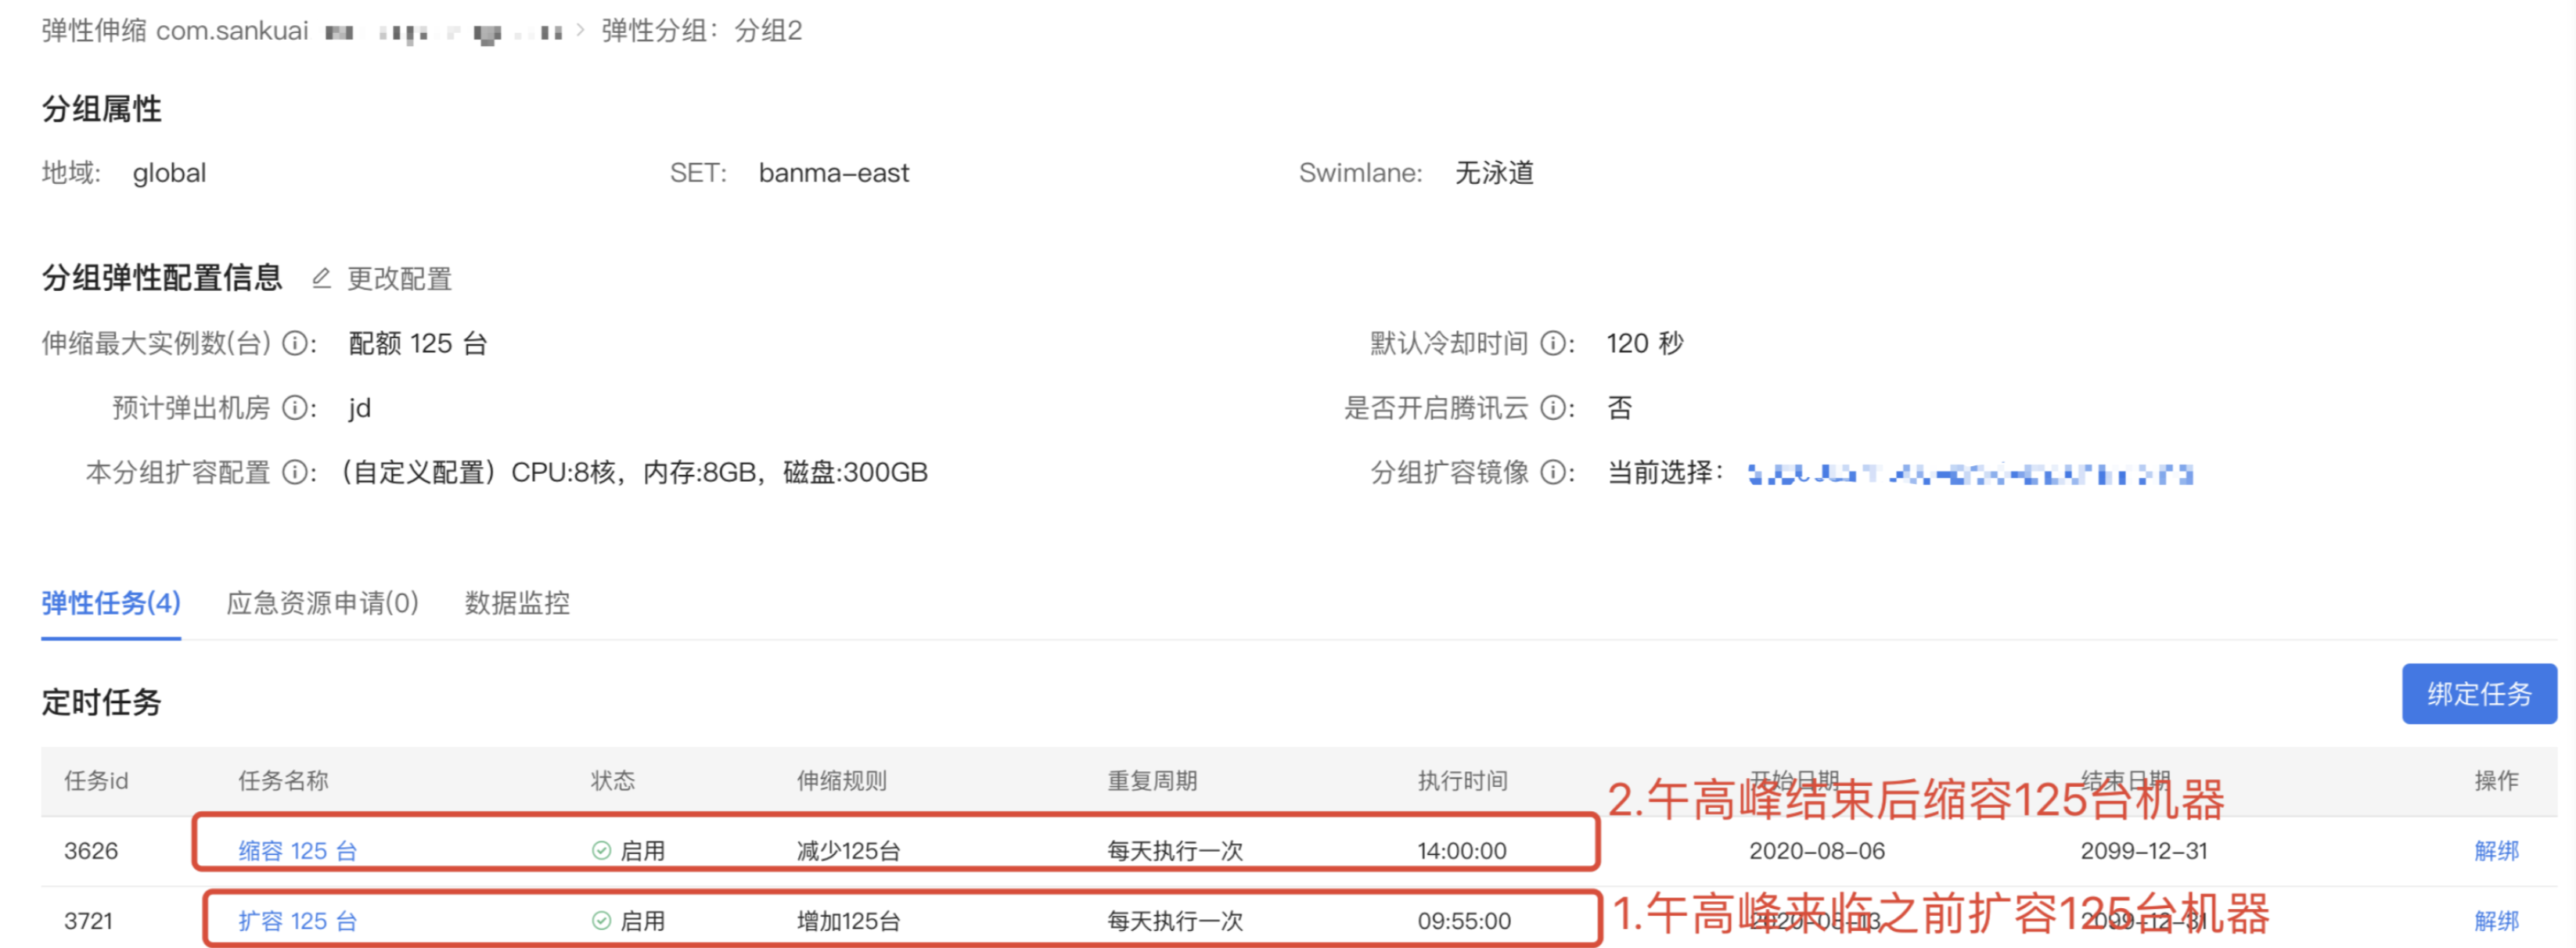 弹性伸缩 com.sankuai > 弹性分组：分组2
分组属性
地域: global SET: banma-east Swimlane: 无泳道
分组弹性配置信息 更改配置
伸缩最大实例数(台) : 配额 125 台 默认冷却时间 : 120 秒
预计弹出机房 : jd 是否开启腾讯云 : 否
本分组扩容配置 : （自定义配置）CPU:8核，内存:8GB，磁盘:300GB 分组扩容镜像 : 当前选择：
弹性任务(4) 应急资源申请(0) 数据监控
定时任务 绑定任务
任务id 任务名称 状态 伸缩规则 重复周期 执行时间 开始日期 结束日期 操作
2.午高峰结束后缩容125台机器
3626 缩容 125 台 启用 减少125台 每天执行一次 14:00:00 2020-08-06 2099-12-31 解绑
1.午高峰来临之前扩容125台机器
3721 扩容 125 台 启用 增加125台 每天执行一次 09:55:00 2020-08-13 2099-12-31 解绑